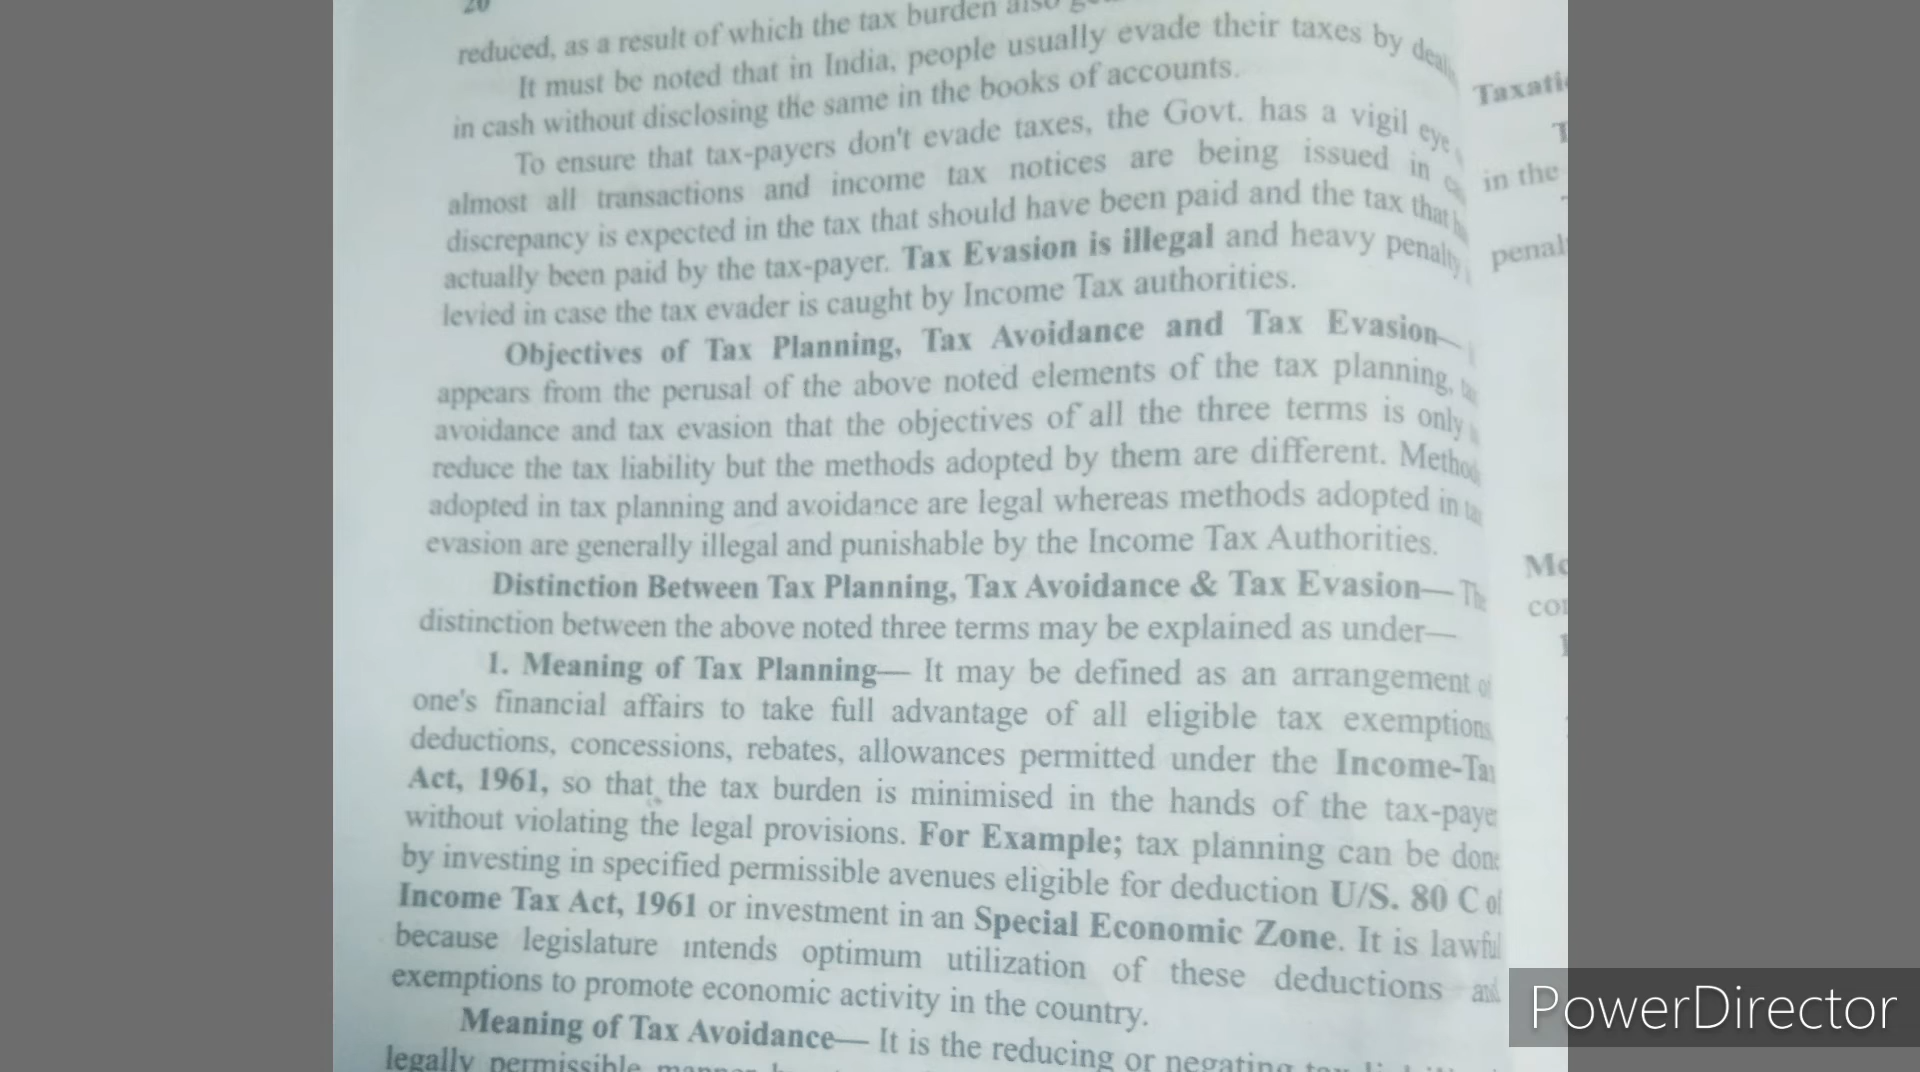 20
reduced, as a result of which the tax burden also
It must be noted that in India, people usually evade their taxes by
in cash without disclosing the same in the books of accounts.
To ensure that tax-payers don't evade taxes, the Govt. has a vigil eye
almost all transactions and income tax notices are being issued in
discrepancy is expected in the tax that should have been paid and the tax that
actually been paid by the tax-payer. Tax Evasion is illegal and heavy penalty
levied in case the tax evader is caught by Income Tax authorities.
Objectives of Tax Planning, Tax Avoidance and Tax Evasion—
appears from the perusal of the above noted elements of the tax planning,
avoidance and tax evasion that the objectives of all the three terms is only
reduce the tax liability but the methods adopted by them are different.
adopted in tax planning and avoidance are legal whereas methods adopted in
evasion are generally illegal and punishable by the Income Tax Authorities.
Distinction Between Tax Planning, Tax Avoidance & Tax Evasion— The
distinction between the above noted three terms may be explained as under—
1. Meaning of Tax Planning— It may be defined as an arrangement of
one's financial affairs to take full advantage of all eligible tax exemptions
deductions, concessions, rebates, allowances permitted under the Income-Tax
Act, 1961, so that the tax burden is minimised in the hands of the tax-payer
without violating the legal provisions. For Example; tax planning can be done
by investing in specified permissible avenues eligible for deduction U/S. 80 C of
Income Tax Act, 1961 or investment in an Special Economic Zone. It is lawful
because legislature intends optimum utilization of these deductions and
exemptions to promote economic activity in the country.
Meaning of Tax Avoidance— It is the reducing or negating tax
legally permissible manner
in the
PowerDirector